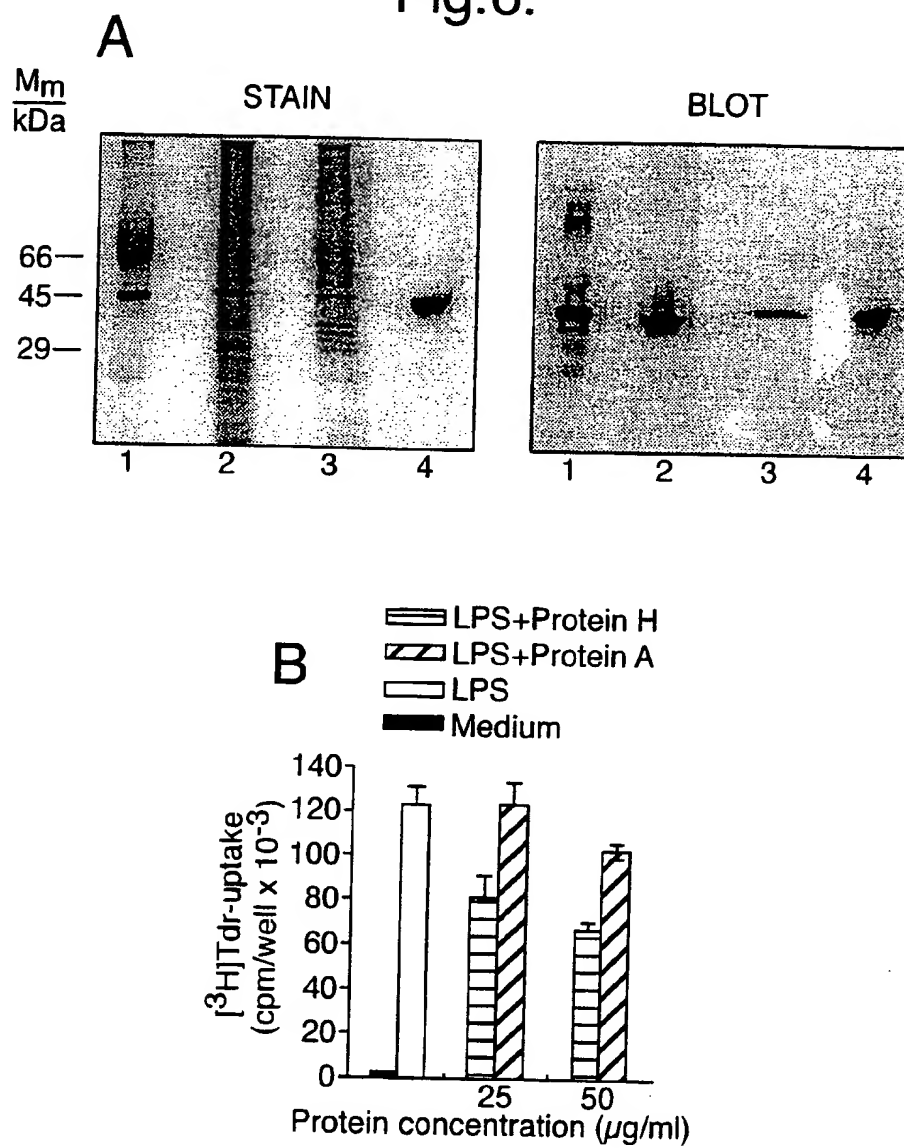 Fig.6.
A
Mm
kDa
STAIN
BLOT
66
45
29
1 2 3 4
1 2 3 4
B
LPS+Protein H
LPS+Protein A
LPS
Medium
[³H]Tdr-uptake
(cpm/well x 10⁻³)
140
120
100
80
60
40
20
0
25 50
Protein concentration (µg/ml)